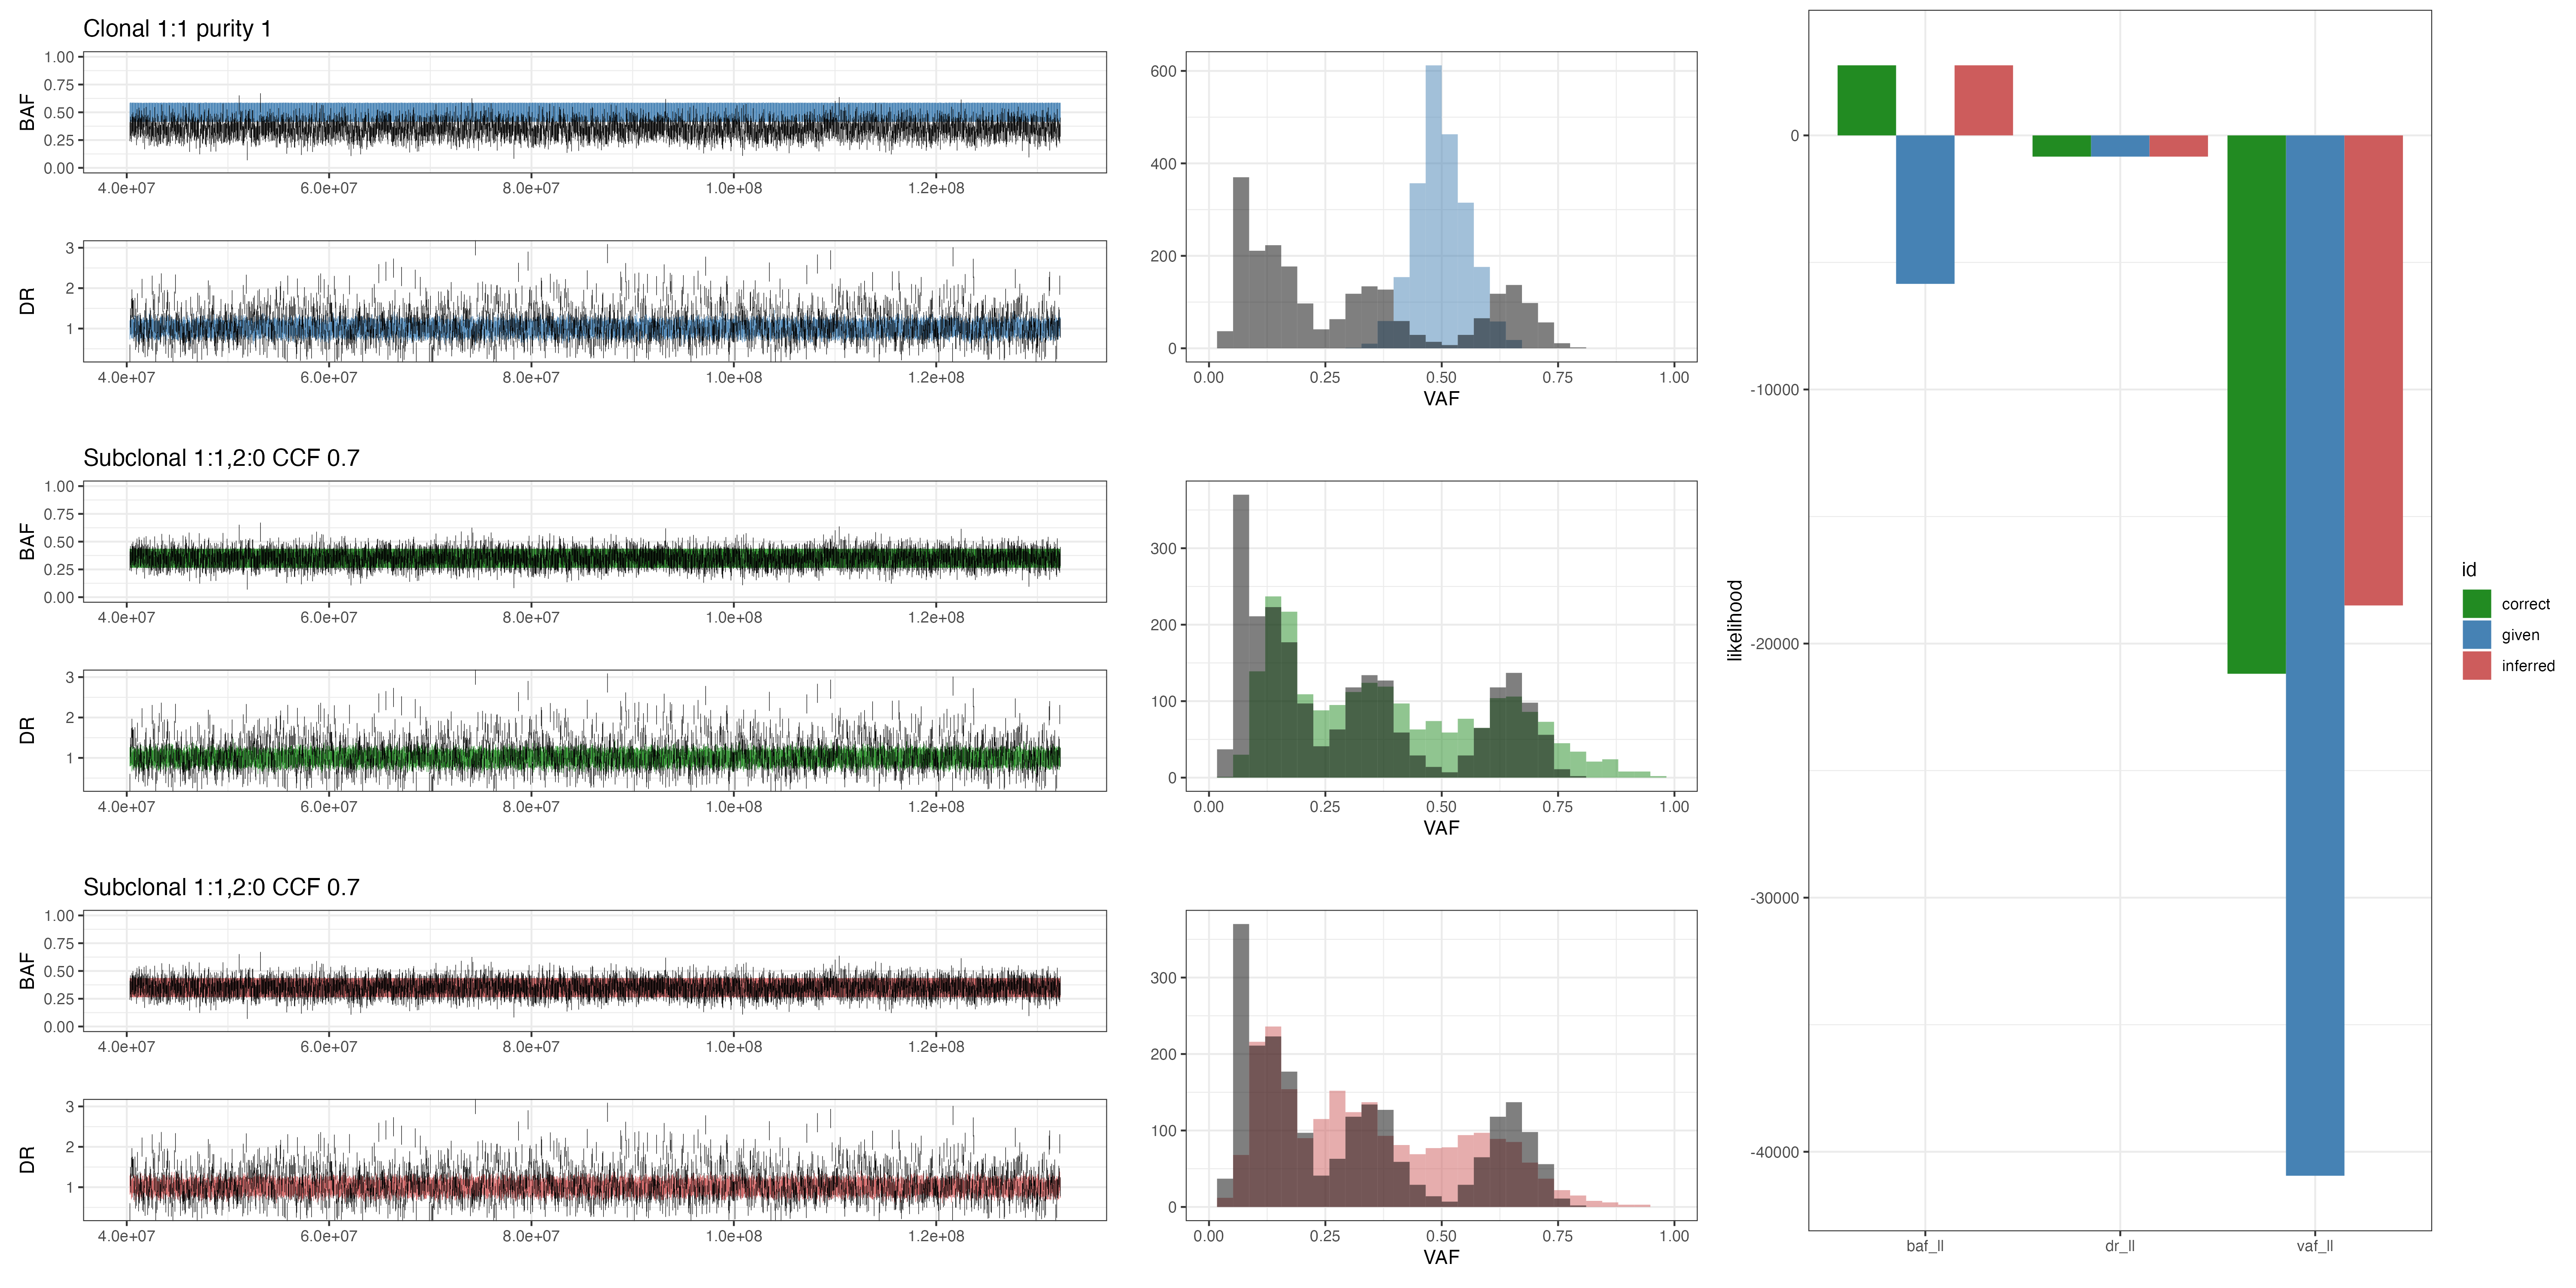 Clonal 1:1 purity 1
BAF
1.00
0.75
0.50
0.25
0.00
4.0e+07 6.0e+07 8.0e+07 1.0e+08 1.2e+08
DR
3
2
1
4.0e+07 6.0e+07 8.0e+07 1.0e+08 1.2e+08
600
400
200
0
0.00 0.25 0.50 0.75 1.00
VAF
Subclonal 1:1,2:0 CCF 0.7
BAF
1.00
0.75
0.50
0.25
0.00
4.0e+07 6.0e+07 8.0e+07 1.0e+08 1.2e+08
DR
3
2
1
4.0e+07 6.0e+07 8.0e+07 1.0e+08 1.2e+08
300
200
100
0
0.00 0.25 0.50 0.75 1.00
VAF
Subclonal 1:1,2:0 CCF 0.7
BAF
1.00
0.75
0.50
0.25
0.00
4.0e+07 6.0e+07 8.0e+07 1.0e+08 1.2e+08
DR
3
2
1
4.0e+07 6.0e+07 8.0e+07 1.0e+08 1.2e+08
300
200
100
0
0.00 0.25 0.50 0.75 1.00
VAF
likelihood
0
-10000
-20000
-30000
-40000
baf_ll dr_ll vaf_ll
id
correct
given
inferred